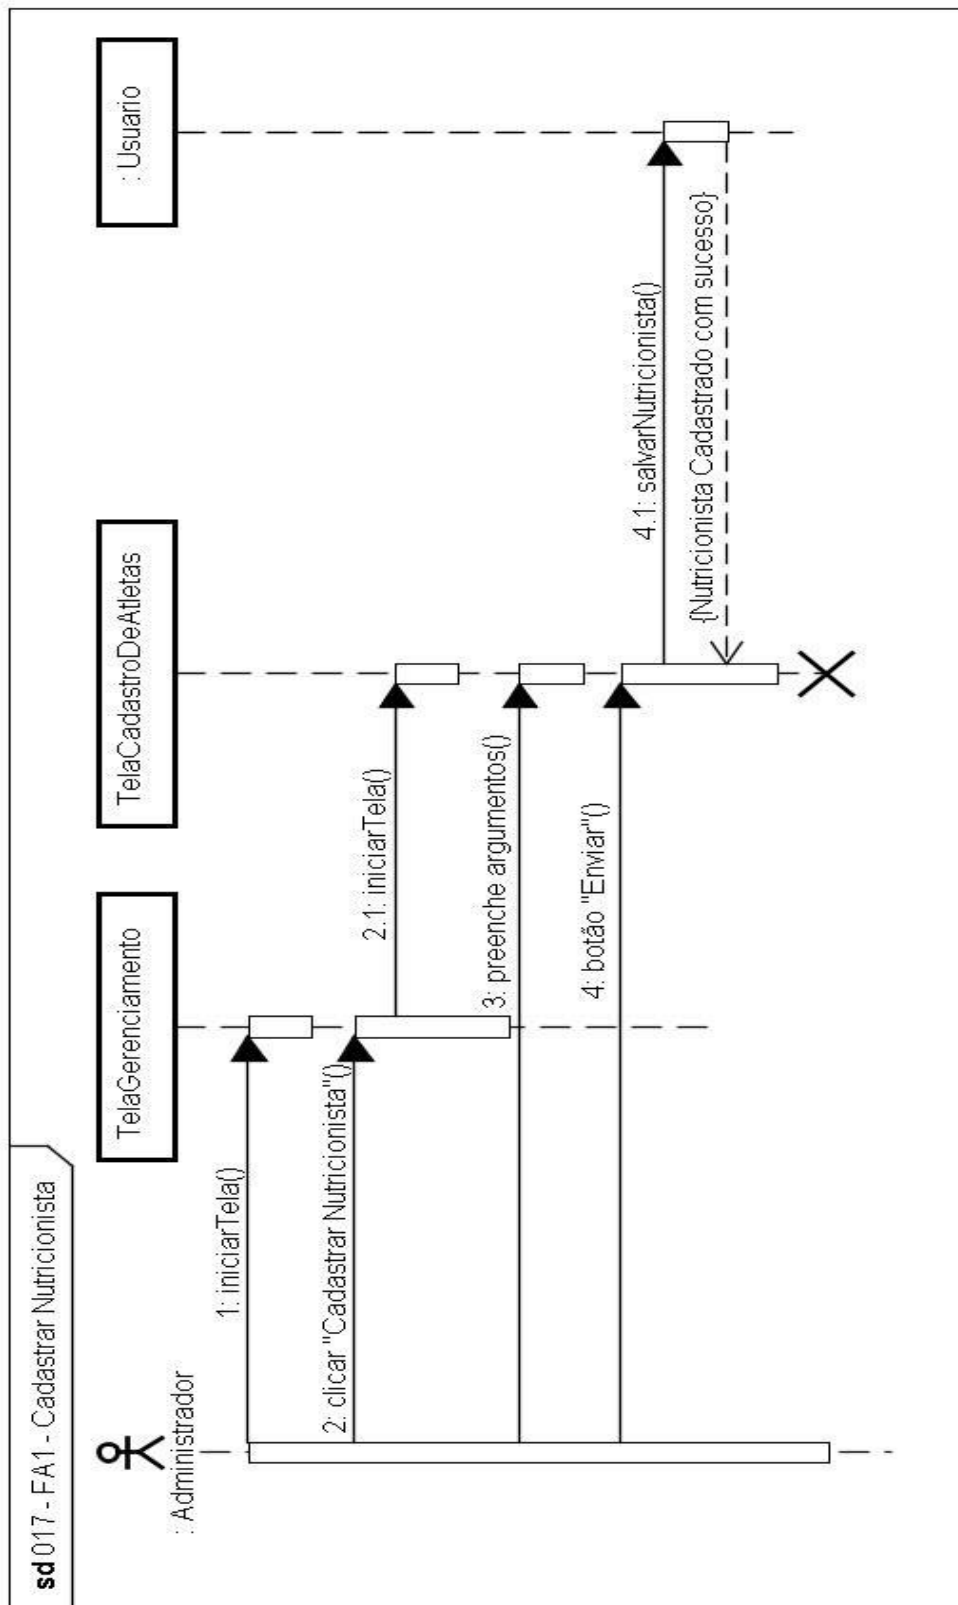 sd 017 - FA1 - Cadastrar Nutricionista
: Administrador
TelaGerenciamento
TelaCadastroDeAtletas
: Usuario
1: iniciarTela()
2: clicar "Cadastrar Nutricionista"()
2.1: iniciarTela()
3: preenche argumentos()
4: botão "Enviar"()
4.1: salvarNutricionista()
{Nutricionista Cadastrado com sucesso}